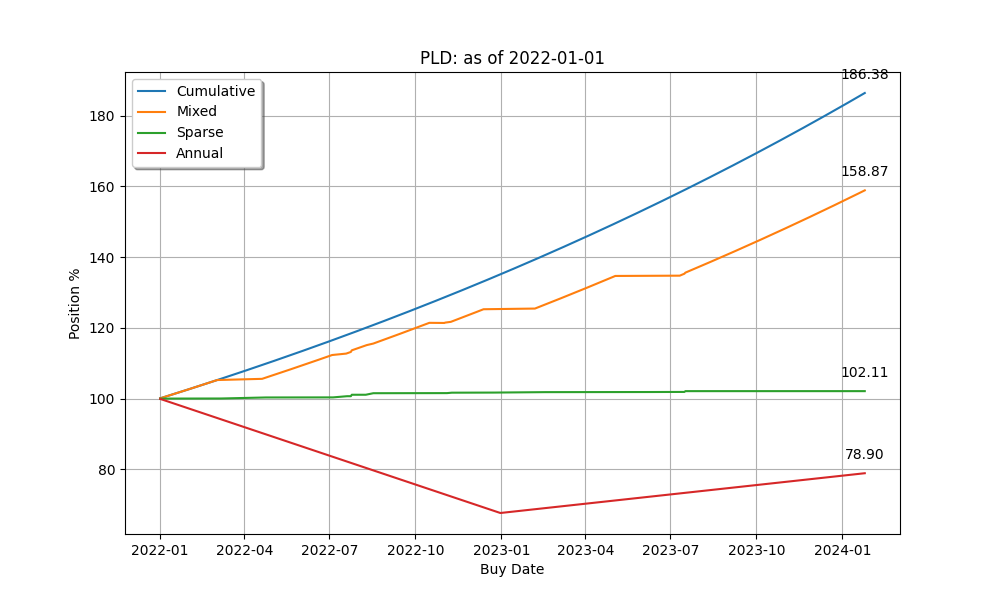 PLD: as of 2022-01-01
186.38
Cumulative
Mixed
Sparse
Annual
158.87
102.11
78.90
180
160
140
120
100
80
Position %
2022-01 2022-04 2022-07 2022-10 2023-01 2023-04 2023-07 2023-10 2024-01
Buy Date